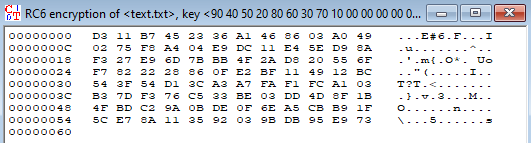 RC6 encryption of <text.txt>, key <90 40 50 20 80 60 30 70 10 00 00 00 00 0...
00000000 D3 11 B7 45 23 36 A1 46 86 03 A0 49 ...E#6.F...I
0000000C 02 75 F8 A4 04 E9 DC 11 E4 5E D9 8A .u.......^..
00000018 F3 27 E9 6D 7B BB 4F 2A D8 20 55 6F .'.m{.O*. Uo
00000024 F7 82 22 28 86 0F E2 BF 11 49 12 BC .."(.....I..
00000030 54 3F 54 D1 3C A3 A7 FA F1 FC A1 03 T?T.<.......
0000003C B3 7D F3 76 C5 33 BE 03 DD 4D 8F 1B .}.v.3...M..
00000048 4F BD C2 9A 0B DE 0F 6E A5 CB B9 1F O......n....
00000054 5C E7 8A 11 35 92 03 9B DB 95 E9 73 \...5......s
00000060